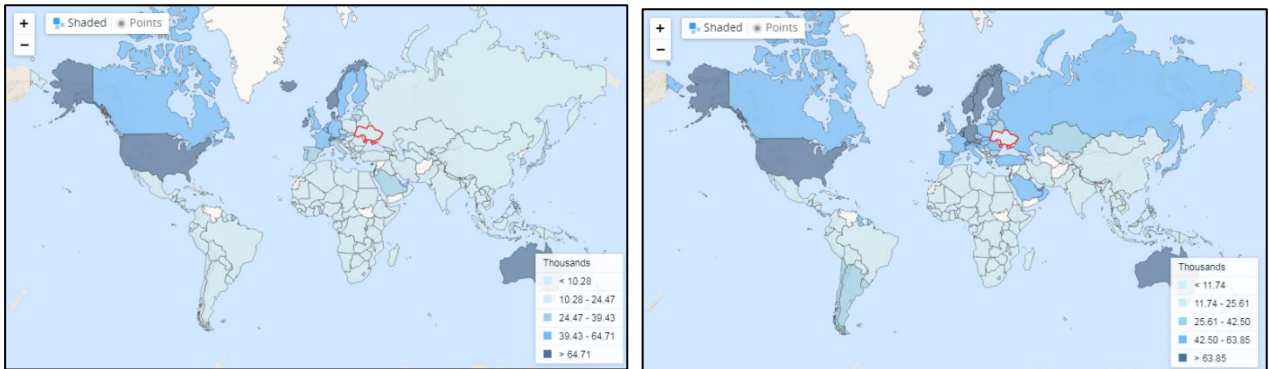 +
Shaded Points
−
Thousands
< 10.28
10.28 - 24.47
24.47 - 39.43
39.43 - 64.71
> 64.71
+
Shaded Points
−
Thousands
< 11.74
11.74 - 25.61
25.61 - 42.50
42.50 - 63.85
> 63.85